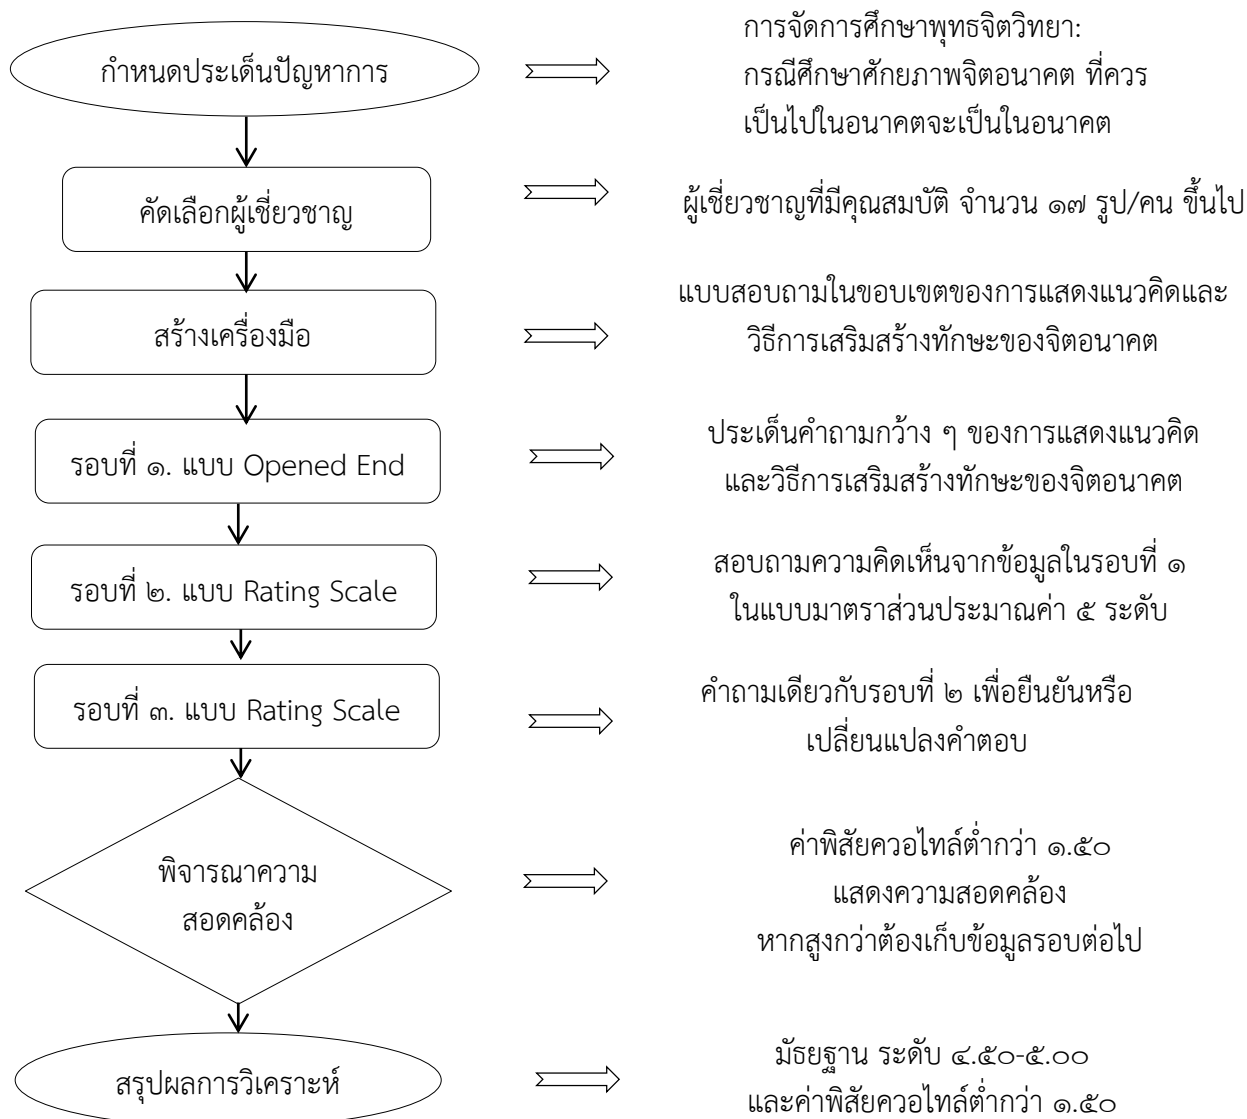 กำหนดประเด็นปัญหาการ
การจัดการศึกษาพุทธจิตวิทยา:
กรณีศึกษาศักยภาพจิตอนาคต ที่ควร
เป็นไปในอนาคตจะเป็นในอนาคต
คัดเลือกผู้เชี่ยวชาญ
ผู้เชี่ยวชาญที่มีคุณสมบัติ จำนวน ๑๗ รูป/คน ขึ้นไป
สร้างเครื่องมือ
แบบสอบถามในขอบเขตของการแสดงแนวคิดและ
วิธีการเสริมสร้างทักษะของจิตอนาคต
รอบที่ ๑. แบบ Opened End
ประเด็นคำถามกว้าง ๆ ของการแสดงแนวคิด
และวิธีการเสริมสร้างทักษะของจิตอนาคต
รอบที่ ๒. แบบ Rating Scale
สอบถามความคิดเห็นจากข้อมูลในรอบที่ ๑
ในแบบมาตราส่วนประมาณค่า ๕ ระดับ
รอบที่ ๓. แบบ Rating Scale
คำถามเดียวกับรอบที่ ๒ เพื่อยืนยันหรือ
เปลี่ยนแปลงคำตอบ
พิจารณาความ
สอดคล้อง
ค่าพิสัยควอไทล์ต่ำกว่า ๑.๕๐
แสดงความสอดคล้อง
หากสูงกว่าต้องเก็บข้อมูลรอบต่อไป
สรุปผลการวิเคราะห์
มัธยฐาน ระดับ ๔.๕๐-๕.๐๐
และค่าพิสัยควอไทล์ต่ำกว่า ๑.๕๐